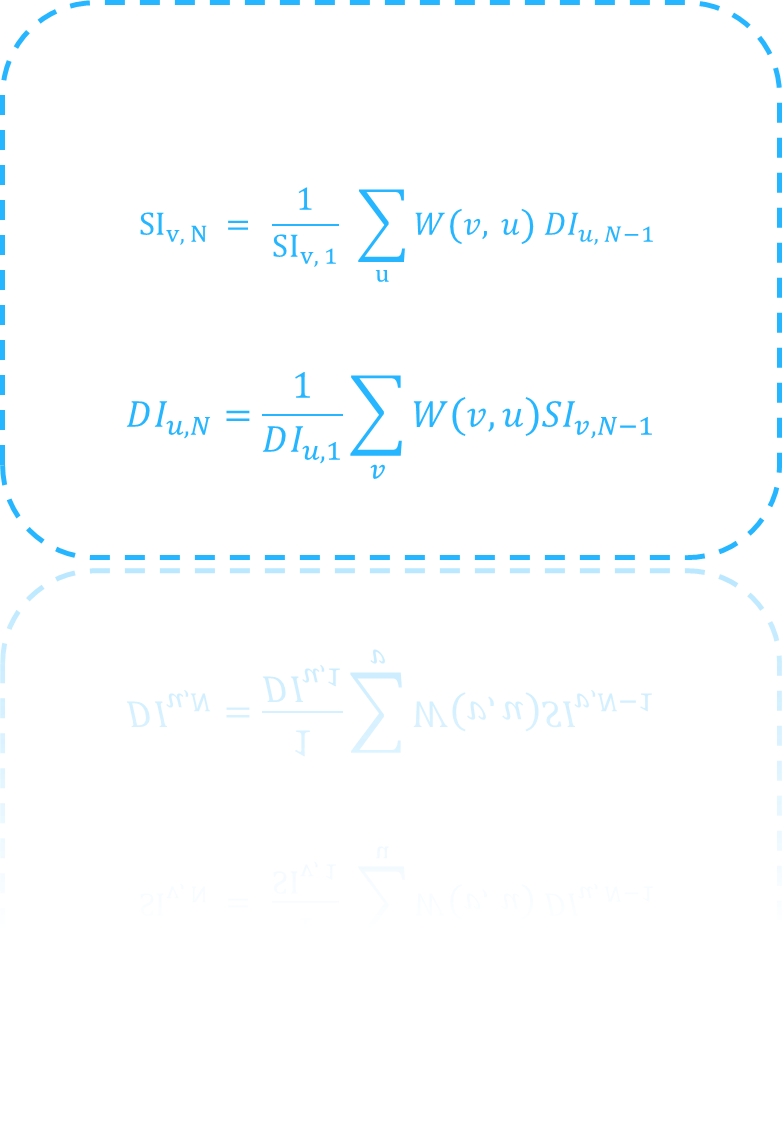 SI_{v, N} = \frac{1}{SI_{v, 1}} \sum_{u} W(v, u) DI_{u, N−1}
DI_{u,N} = \frac{1}{DI_{u,1}} \sum_{v} W(v,u)SI_{v,N−1}